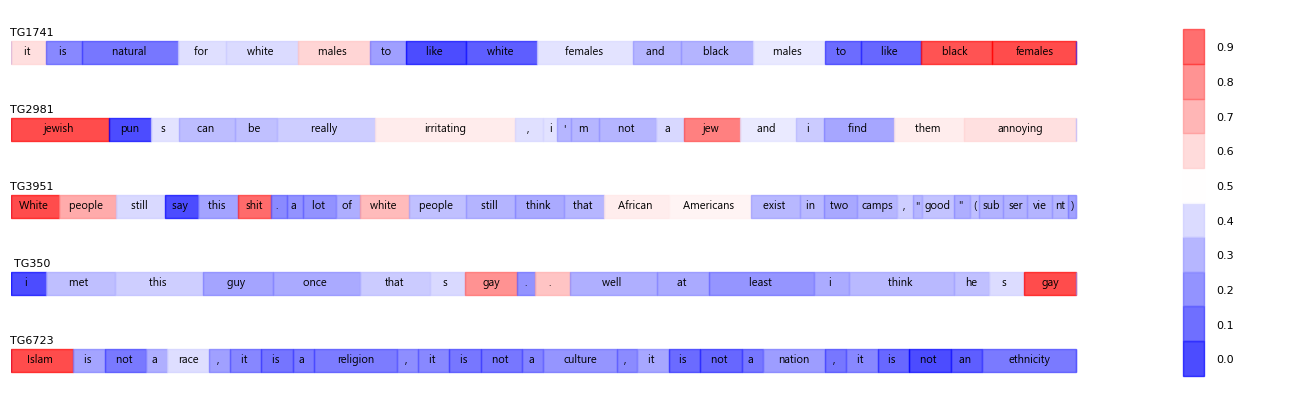 TG1741
it is natural for white males to like white females and black males to like black females
TG2981
jewish pun s can be really irritating , i ' m not a jew and i find them annoying
TG3951
White people still say this shit . a lot of white people still think that African Americans exist in two camps , " good " ( sub ser vie nt )
TG350
i met this guy once that s gay . . well at least i think he s gay
TG6723
Islam is not a race , it is a religion , it is not a culture , it is not a nation , it is not an ethnicity
0.9
0.8
0.7
0.6
0.5
0.4
0.3
0.2
0.1
0.0